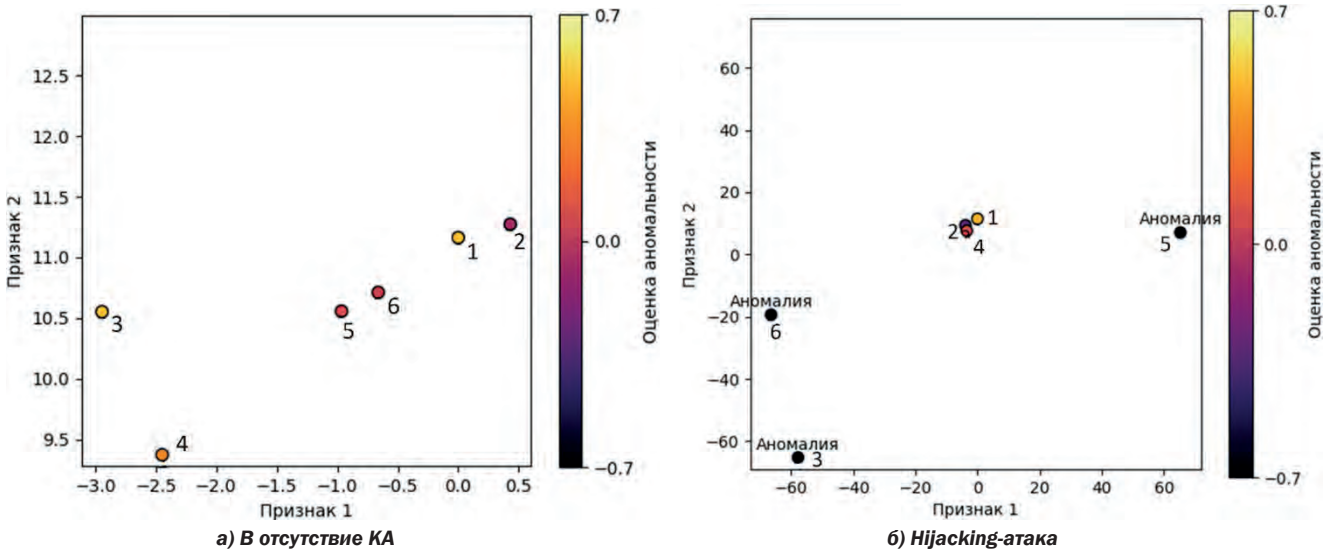 0.7
12.5
12.0
11.5
11.0
10.5
10.0
9.5
Признак 2
1
2
3
4
5
6
−3.0 −2.5 −2.0 −1.5 −1.0 −0.5 0.0 0.5
Признак 1
0.0
−0.7
Оценка аномальности
а) В отсутствие КА
0.7
60
40
20
0
−20
−40
−60
Признак 2
1
2
4
Аномалия
5
Аномалия
6
Аномалия
3
−60 −40 −20 0 20 40 60
Признак 1
0.0
−0.7
Оценка аномальности
б) Hijacking-атака